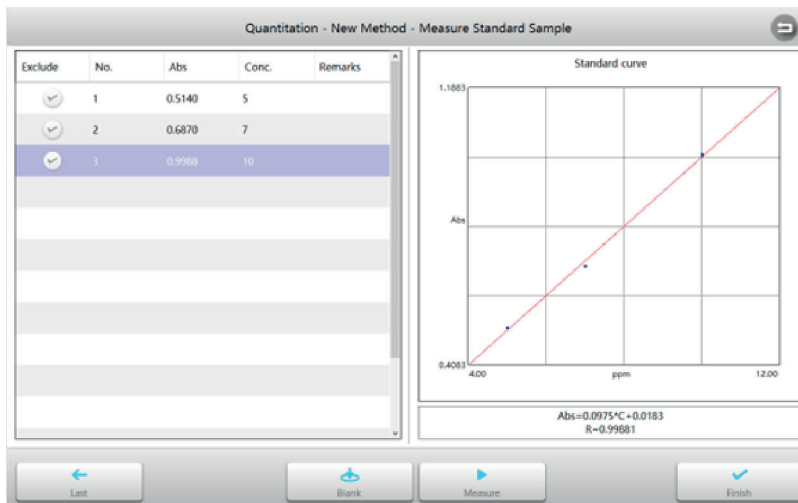 Quantitation - New Method - Measure Standard Sample
Exclude No. Abs Conc. Remarks
1 0.5140 5
2 0.6870 7
3 0.9968 10
Standard curve
1.1883
Abs
0.4083
4.00 ppm 12.00
Abs=0.0975*C+0.0183
R=0.99881
Last Blank Measure Finish